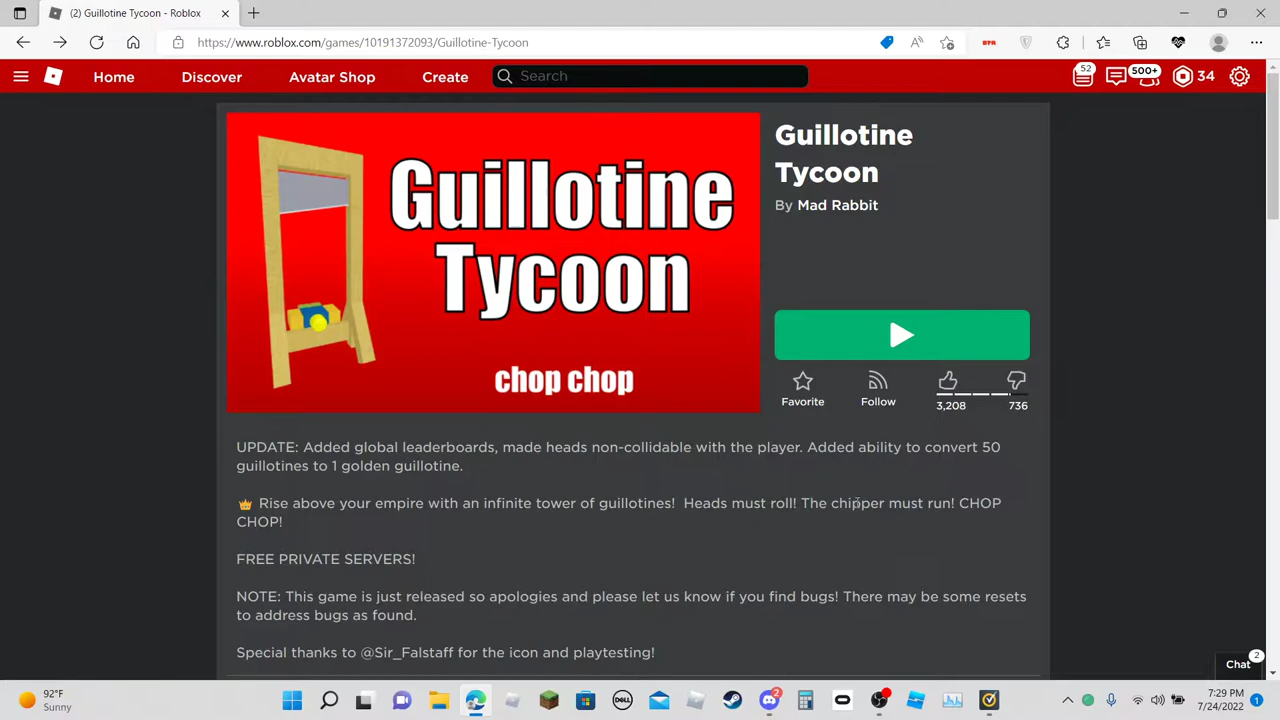 (2) Guillotine Tycoon - Roblox
https://www.roblox.com/games/10191372093/Guillotine-Tycoon
BPR
Home
Discover
Avatar Shop
Create
Search
52
500+
34
Guillotine
Tycoon
chop chop
Guillotine
Tycoon
By Mad Rabbit
Favorite
Follow
3,208
736
UPDATE: Added global leaderboards, made heads non-collidable with the player. Added ability to convert 50
guillotines to 1 golden guillotine.
👑 Rise above your empire with an infinite tower of guillotines!  Heads must roll! The chipper must run! CHOP
CHOP!
FREE PRIVATE SERVERS!
NOTE: This game is just released so apologies and please let us know if you find bugs! There may be some resets
to address bugs as found.
Special thanks to @Sir_Falstaff for the icon and playtesting!
Chat
2
92°F
Sunny
DELL
2
7:29 PM
7/24/2022
1